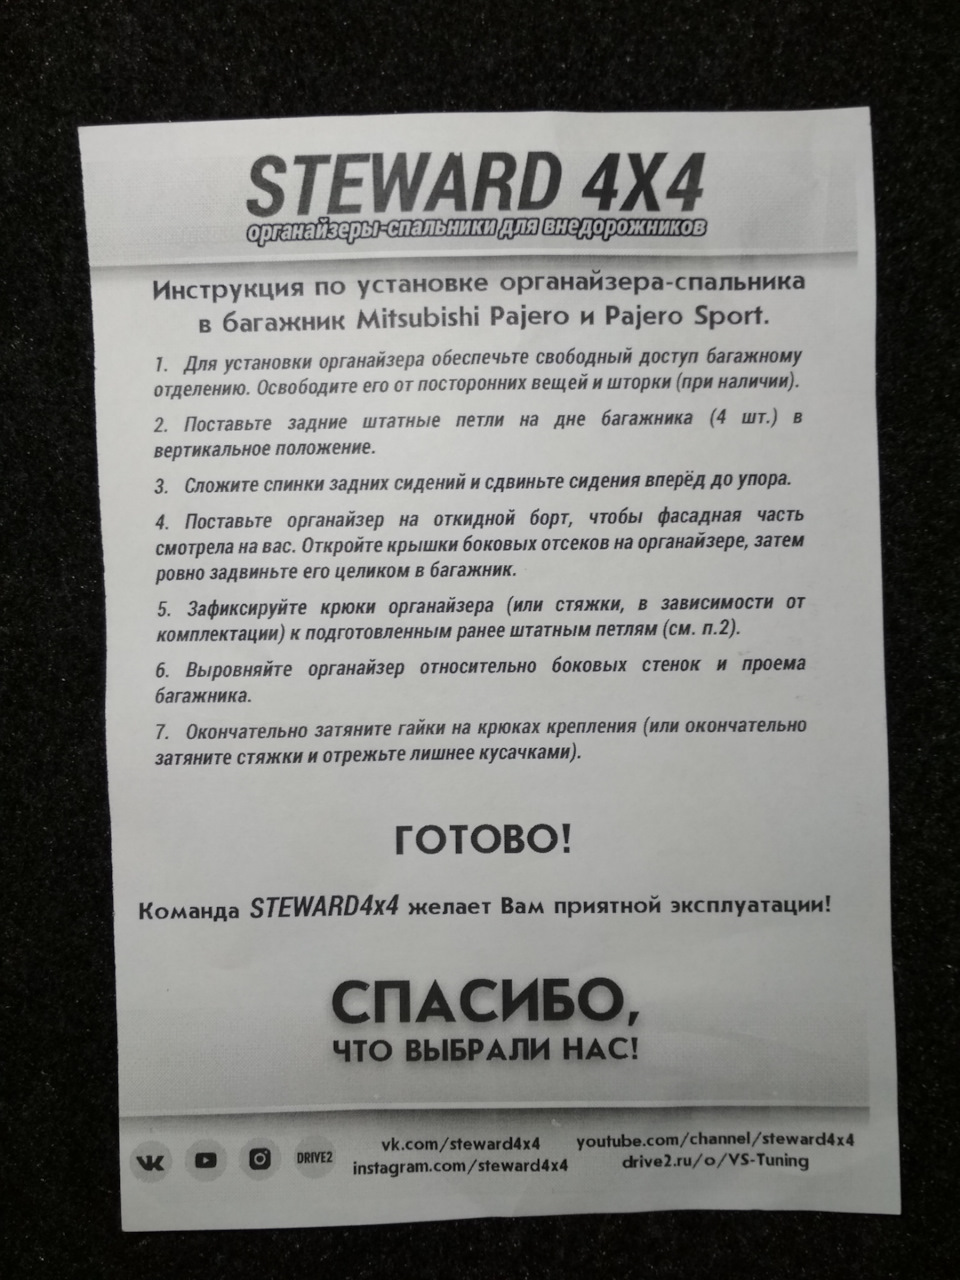 STEWARD 4X4
органайзеры-спальники для внедорожников
Инструкция по установке органайзера-спальника
в багажник Mitsubishi Pajero и Pajero Sport.
1. Для установки органайзера обеспечьте свободный доступ багажному
отделению. Освободите его от посторонних вещей и шторки (при наличии).
2. Поставьте задние штатные петли на дне багажника (4 шт.) в
вертикальное положение.
3. Сложите спинки задних сидений и сдвиньте сидения вперёд до упора.
4. Поставьте органайзер на откидной борт, чтобы фасадная часть
смотрела на вас. Откройте крышки боковых отсеков на органайзере, затем
ровно задвиньте его целиком в багажник.
5. Зафиксируйте крюки органайзера (или стяжки, в зависимости от
комплектации) к подготовленным ранее штатным петлям (см. п.2).
6. Выровняйте органайзер относительно боковых стенок и проема
багажника.
7. Окончательно затяните гайки на крюках крепления (или окончательно
затяните стяжки и отрежьте лишнее кусачками).
ГОТОВО!
Команда STEWARD4x4 желает Вам приятной эксплуатации!
СПАСИБО,
ЧТО ВЫБРАЛИ НАС!
DRIVE2
vk.com/steward4x4 youtube.com/channel/steward4x4
instagram.com/steward4x4 drive2.ru/o/VS-Tuning